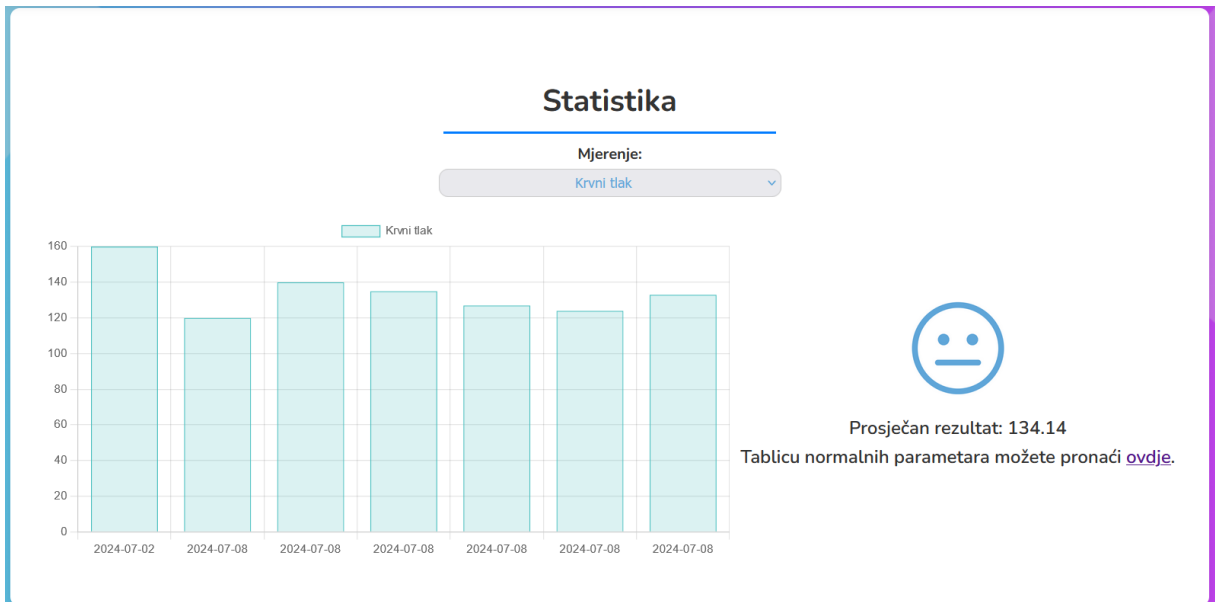 Statistika
Mjerenje:
Krvni tlak
Krvni tlak
160
140
120
100
80
60
40
20
0
2024-07-02 2024-07-08 2024-07-08 2024-07-08 2024-07-08 2024-07-08 2024-07-08
Prosječan rezultat: 134.14
Tablicu normalnih parametara možete pronaći ovdje.